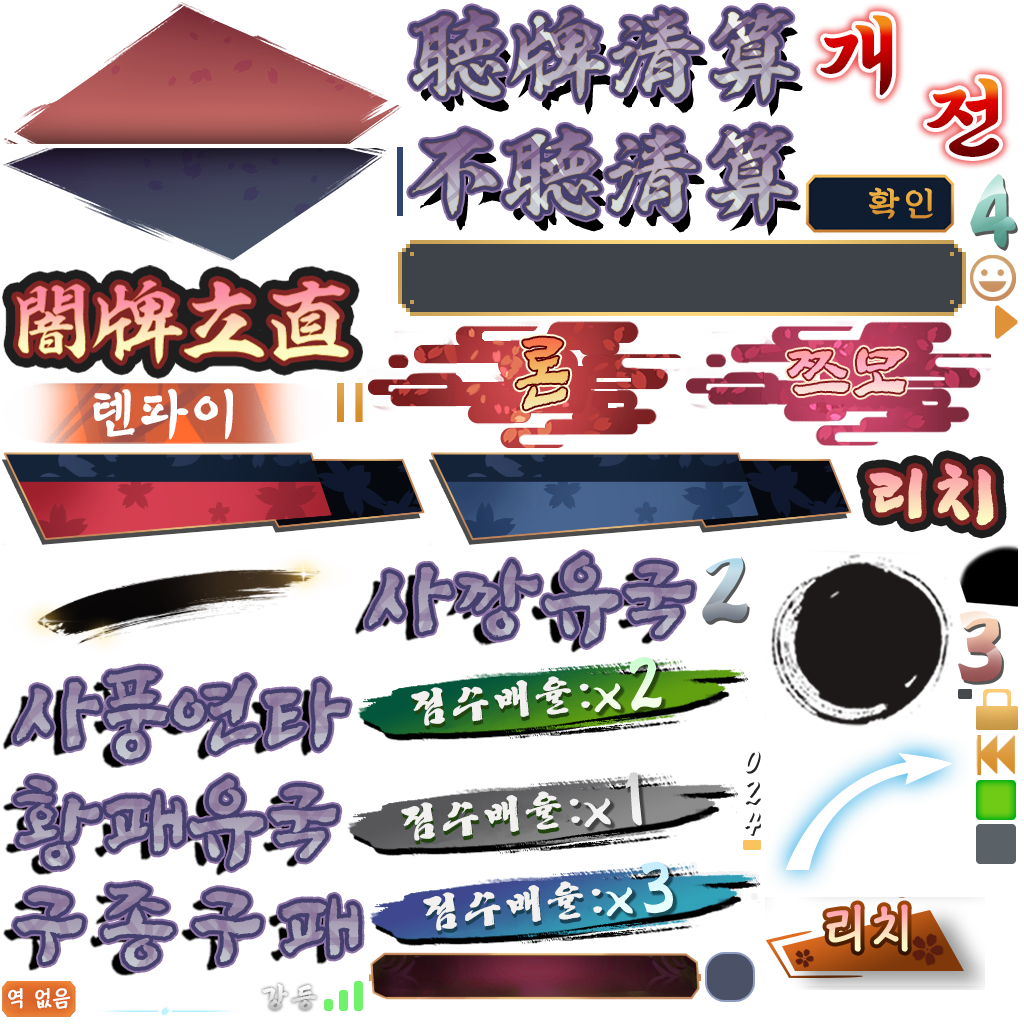 聽牌清算
개전
不聽清算
확인
4
闇牌立直
론
쯔모
텐파이
리치
사깡유국
2
3
사풍연타
점수배율:x2
황패유국
점수배율:x1
0
2
4
구종구패
점수배율:x3
리치
역 없음
강등